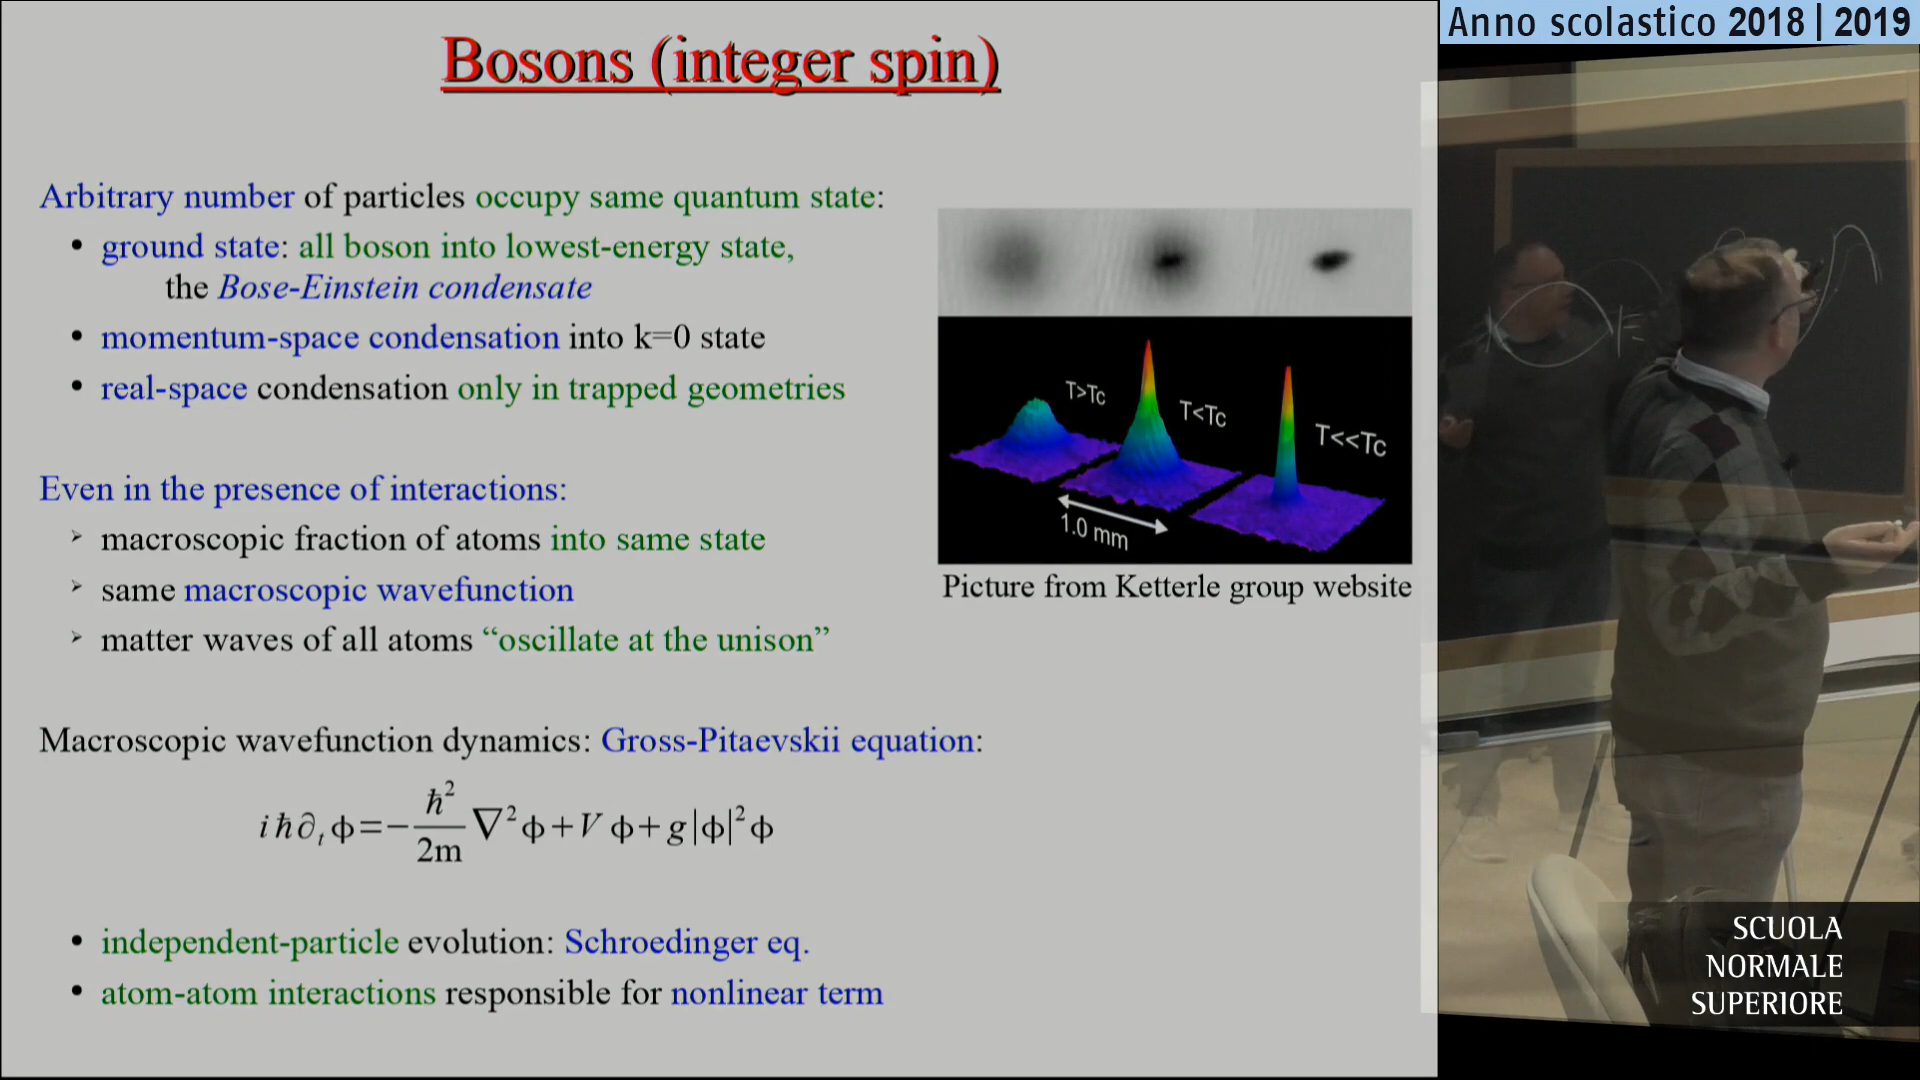 Bosons (integer spin)
Anno scolastico 2018 | 2019
Arbitrary number of particles occupy same quantum state:
• ground state: all boson into lowest-energy state,
the Bose-Einstein condensate
• momentum-space condensation into k=0 state
• real-space condensation only in trapped geometries
T>Tc
T<Tc
T<<Tc
1.0 mm
Picture from Ketterle group website
Even in the presence of interactions:
➢ macroscopic fraction of atoms into same state
➢ same macroscopic wavefunction
➢ matter waves of all atoms “oscillate at the unison”
Macroscopic wavefunction dynamics: Gross-Pitaevskii equation:
iħ∂ₜϕ=−ħ²/2m ∇²ϕ+Vϕ+g|ϕ|²ϕ
• independent-particle evolution: Schroedinger eq.
• atom-atom interactions responsible for nonlinear term
SCUOLA
NORMALE
SUPERIORE